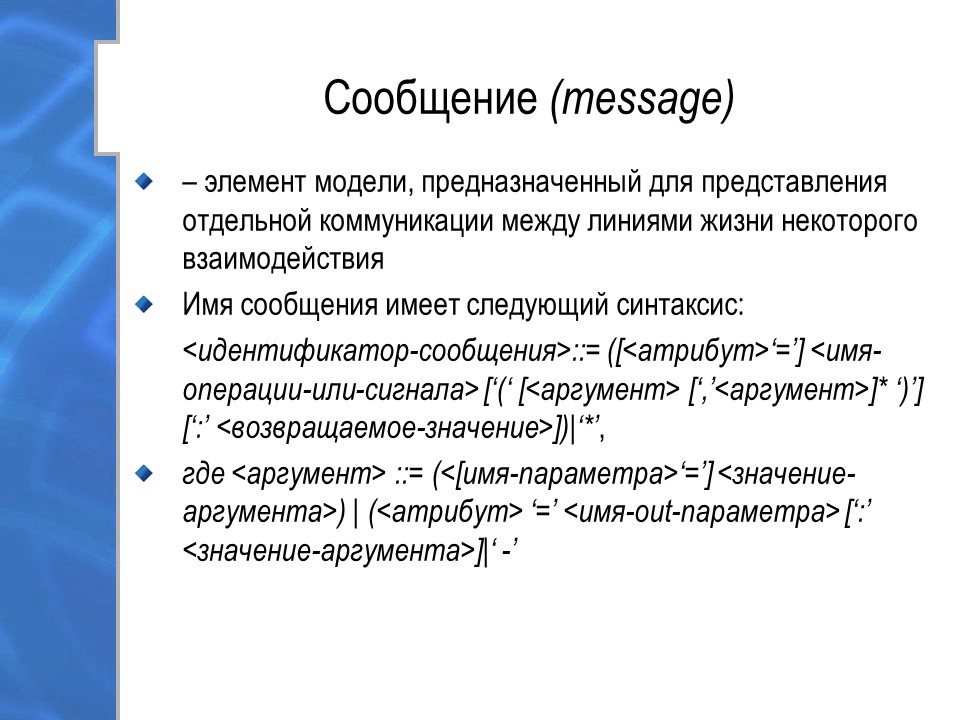 Сообщение (message)
– элемент модели, предназначенный для представления
отдельной коммуникации между линиями жизни некоторого
взаимодействия
Имя сообщения имеет следующий синтаксис:
<идентификатор-сообщения>::= ([<атрибут>‘=’] <имя-
операции-или-сигнала> [‘(‘ [<аргумент> [‘,’<аргумент>]* ‘)’]
[‘:’ <возвращаемое-значение>])|‘*’,
где <аргумент> ::= (<[имя-параметра>‘=’] <значение-
аргумента>) | (<атрибут> ‘=’ <имя-out-параметра> [‘:’
<значение-аргумента>]|‘ -’